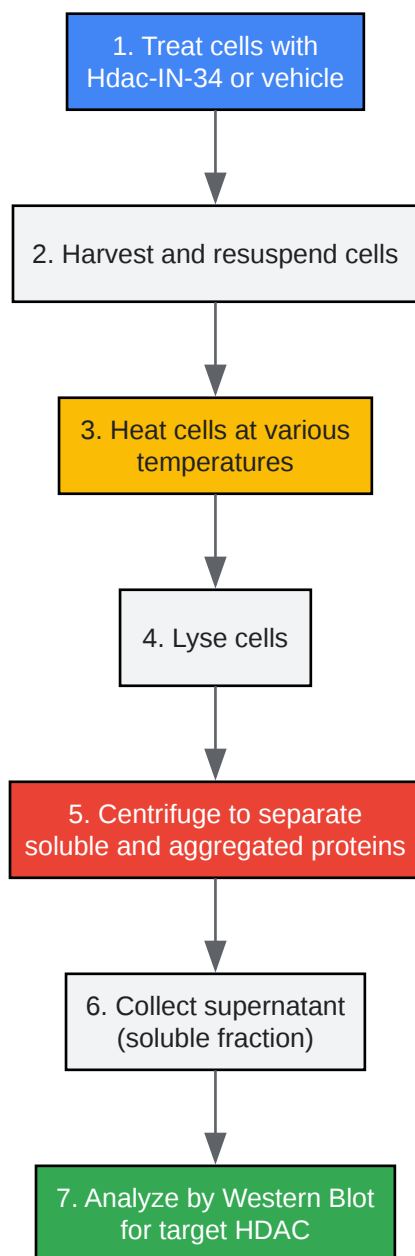 1. Treat cells with
Hdac-IN-34 or vehicle
2. Harvest and resuspend cells
3. Heat cells at various
temperatures
4. Lyse cells
5. Centrifuge to separate
soluble and aggregated proteins
6. Collect supernatant
(soluble fraction)
7. Analyze by Western Blot
for target HDAC